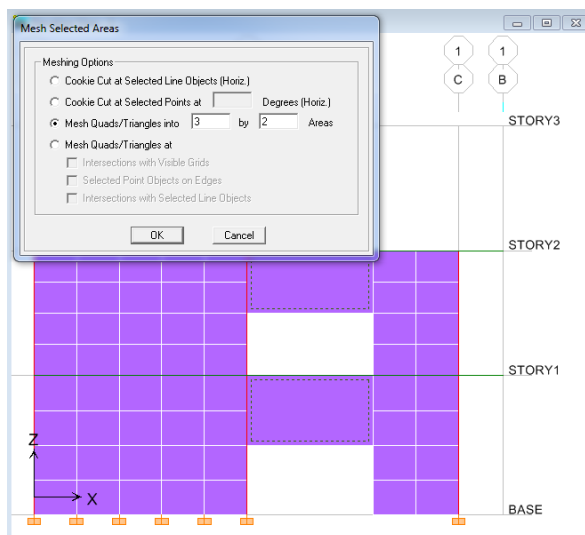 Mesh Selected Areas
Meshing Options
Cookie Cut at Selected Line Objects (Horiz.)
Cookie Cut at Selected Points at Degrees (Horiz.)
Mesh Quads/Triangles into 3 by 2 Areas
Mesh Quads/Triangles at
Intersections with Visible Grids
Selected Point Objects on Edges
Intersections with Selected Line Objects
OK Cancel
1 1
C B
STORY3
STORY2
STORY1
Z
X
BASE